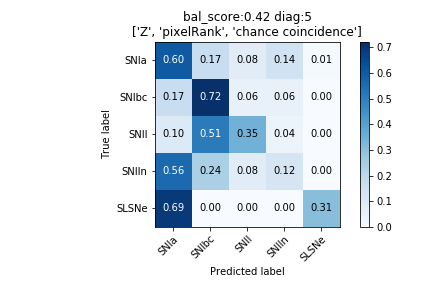 bal_score:0.42 diag:5
['Z', 'pixelRank', 'chance coincidence']
True label
SNIa 0.60 0.17 0.08 0.14 0.01
SNIbc 0.17 0.72 0.06 0.06 0.00
SNII 0.10 0.51 0.35 0.04 0.00
SNIIn 0.56 0.24 0.08 0.12 0.00
SLSNe 0.69 0.00 0.00 0.00 0.31
SNIa SNIbc SNII SNIIn SLSNe
Predicted label
0.7
0.6
0.5
0.4
0.3
0.2
0.1
0.0